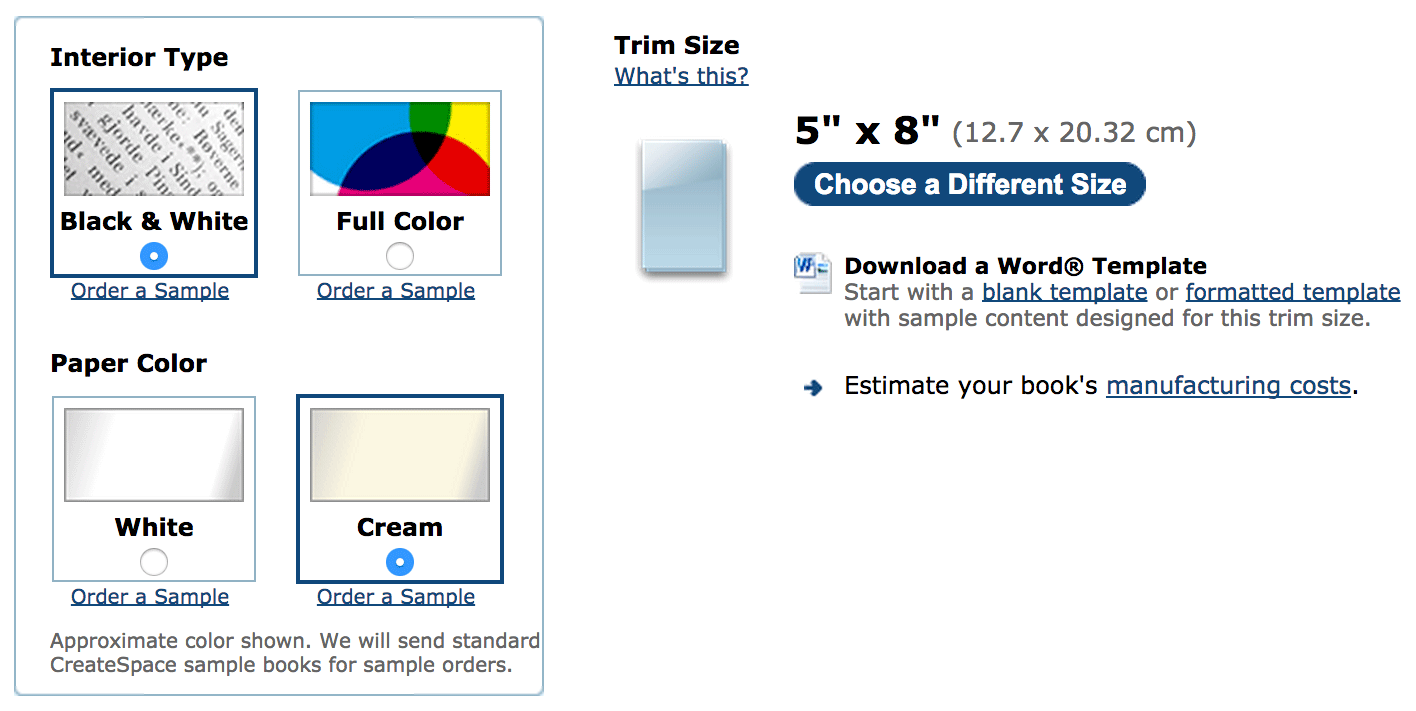 Interior Type
Black & White
Full Color
Order a Sample
Order a Sample
Paper Color
White
Cream
Order a Sample
Order a Sample
Approximate color shown. We will send standard
CreateSpace sample books for sample orders.
Trim Size
What's this?
5" x 8" (12.7 x 20.32 cm)
Choose a Different Size
Download a Word® Template
Start with a blank template or formatted template
with sample content designed for this trim size.
Estimate your book's manufacturing costs.